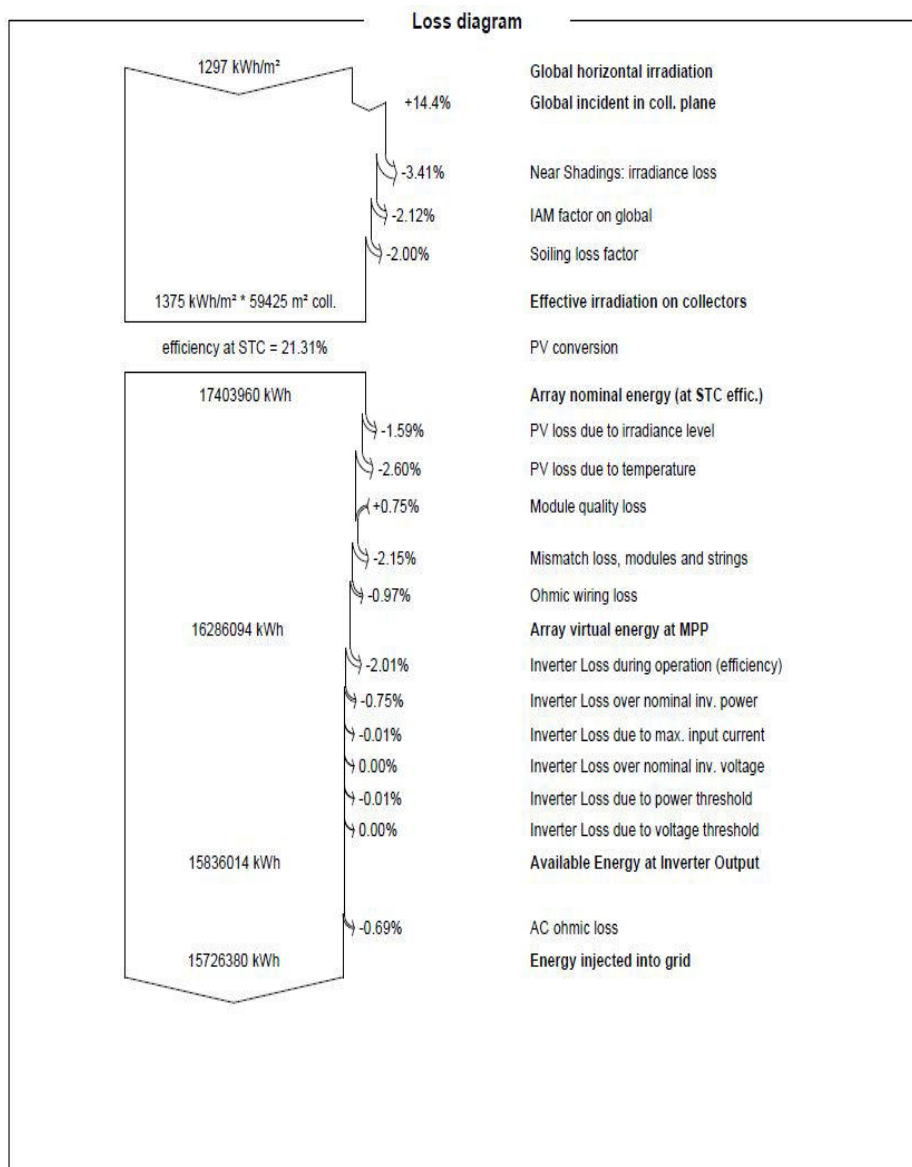 Loss diagram
1297 kWh/m² Global horizontal irradiation
+14.4% Global incident in coll. plane
-3.41% Near Shadings: irradiance loss
-2.12% IAM factor on global
-2.00% Soiling loss factor
1375 kWh/m² * 59425 m² coll. Effective irradiation on collectors
efficiency at STC = 21.31% PV conversion
17403960 kWh Array nominal energy (at STC effic.)
-1.59% PV loss due to irradiance level
-2.60% PV loss due to temperature
+0.75% Module quality loss
-2.15% Mismatch loss, modules and strings
-0.97% Ohmic wiring loss
16286094 kWh Array virtual energy at MPP
-2.01% Inverter Loss during operation (efficiency)
-0.75% Inverter Loss over nominal inv. power
-0.01% Inverter Loss due to max. input current
0.00% Inverter Loss over nominal inv. voltage
-0.01% Inverter Loss due to power threshold
0.00% Inverter Loss due to voltage threshold
15836014 kWh Available Energy at Inverter Output
-0.69% AC ohmic loss
15726380 kWh Energy injected into grid